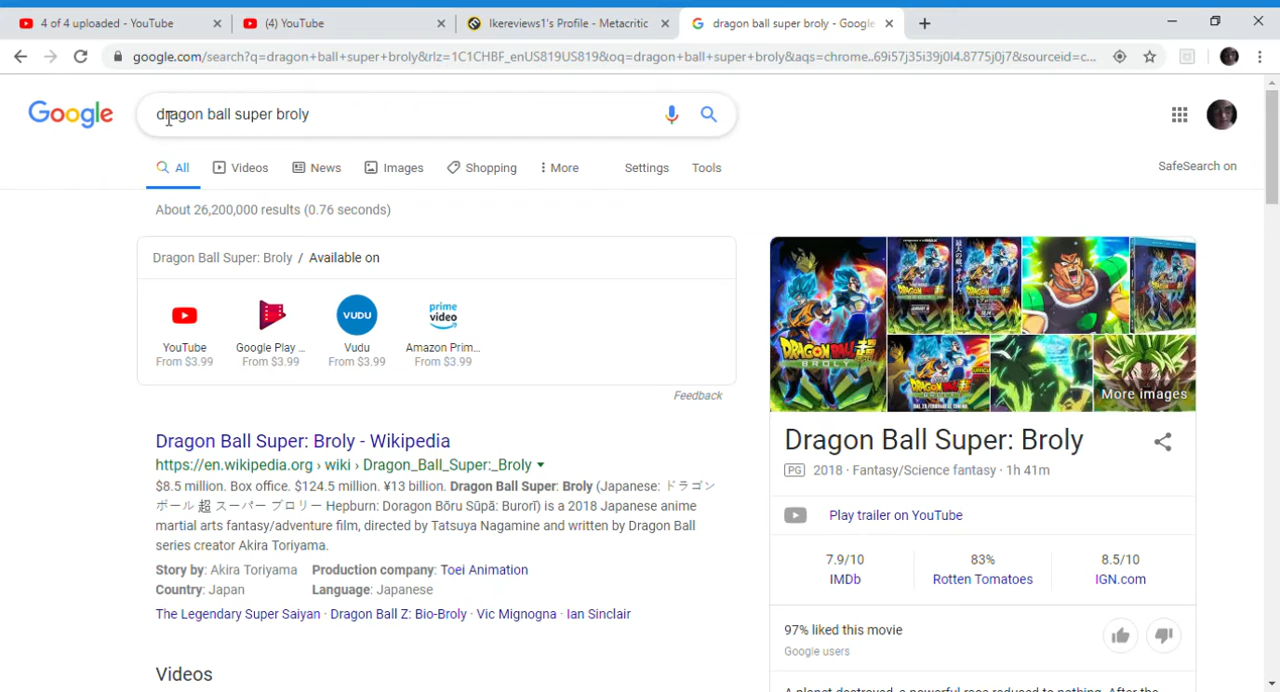 4 of 4 uploaded - YouTube
(4) YouTube
Ikereviews1's Profile - Metacritic
dragon ball super broly - Google
google.com/search?q=dragon+ball+super+broly&rlz=1C1CHBF_enUS819US819&oq=dragon+ball+super+broly&aqs=chrome..69i57j35i39j0l4.8775j0j7&sourceid=c...
Google
dragon ball super broly
All
Videos
News
Images
Shopping
More
Settings
Tools
SafeSearch on
About 26,200,000 results (0.76 seconds)
Dragon Ball Super: Broly / Available on
VUDU
prime video
YouTube
Google Play ...
Vudu
Amazon Prim...
From $3.99
From $3.99
From $3.99
From $3.99
Feedback
Dragon Ball Super: Broly - Wikipedia
https://en.wikipedia.org › wiki › Dragon_Ball_Super:_Broly
$8.5 million. Box office. $124.5 million. ¥13 billion. Dragon Ball Super: Broly (Japanese: ドラゴン
ボール 超 スーパー ブロリー Hepburn: Doragon Bōru Sūpā: Burorī) is a 2018 Japanese anime
martial arts fantasy/adventure film, directed by Tatsuya Nagamine and written by Dragon Ball
series creator Akira Toriyama.
Story by: Akira Toriyama Production company: Toei Animation
Country: Japan Language: Japanese
The Legendary Super Saiyan · Dragon Ball Z: Bio-Broly · Vic Mignogna · Ian Sinclair
Videos
More images
Dragon Ball Super: Broly
PG 2018 · Fantasy/Science fantasy · 1h 41m
Play trailer on YouTube
7.9/10
IMDb
83%
Rotten Tomatoes
8.5/10
IGN.com
97% liked this movie
Google users
A planet destroyed, a powerful race reduced to nothing. After the